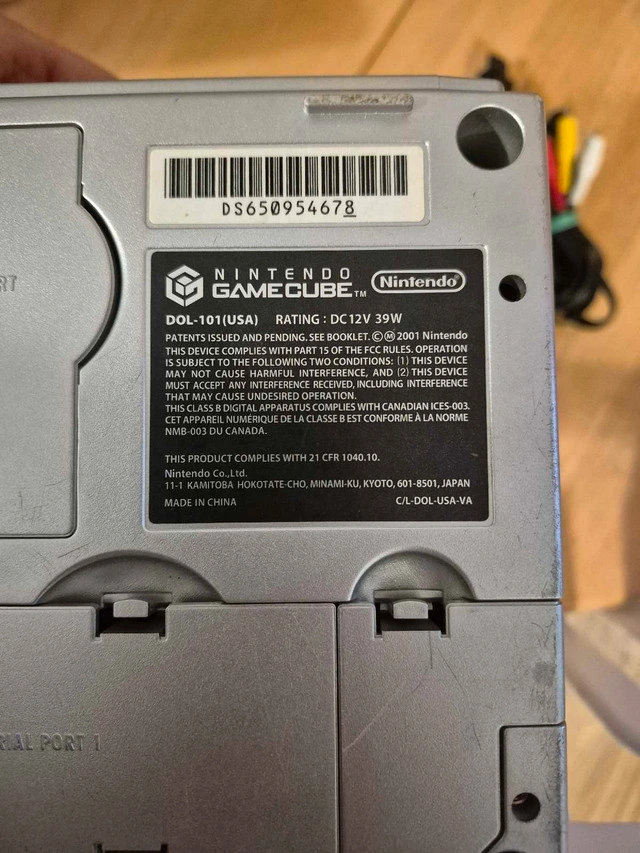 DS650954678
NINTENDO
GAMECUBE™ Nintendo®
DOL-101(USA) RATING : DC 12V 39W
PATENTS ISSUED AND PENDING. SEE BOOKLET. ©Ⓜ 2001 Nintendo
THIS DEVICE COMPLIES WITH PART 15 OF THE FCC RULES. OPERATION
IS SUBJECT TO THE FOLLOWING TWO CONDITIONS: (1) THIS DEVICE
MAY NOT CAUSE HARMFUL INTERFERENCE, AND (2) THIS DEVICE
MUST ACCEPT ANY INTERFERENCE RECEIVED, INCLUDING INTERFERENCE
THAT MAY CAUSE UNDESIRED OPERATION.
THIS CLASS B DIGITAL APPARATUS COMPLIES WITH CANADIAN ICES-003.
CET APPAREIL NUMÉRIQUE DE LA CLASSE B EST CONFORME À LA NORME
NMB-003 DU CANADA.
THIS PRODUCT COMPLIES WITH 21 CFR 1040.10.
Nintendo Co., Ltd.
11-1 KAMITOBA HOKOTATE-CHO, MINAMI-KU, KYOTO, 601-8501, JAPAN
MADE IN CHINA C/L-DOL-USA-VA
RT
RIAL PORT 1